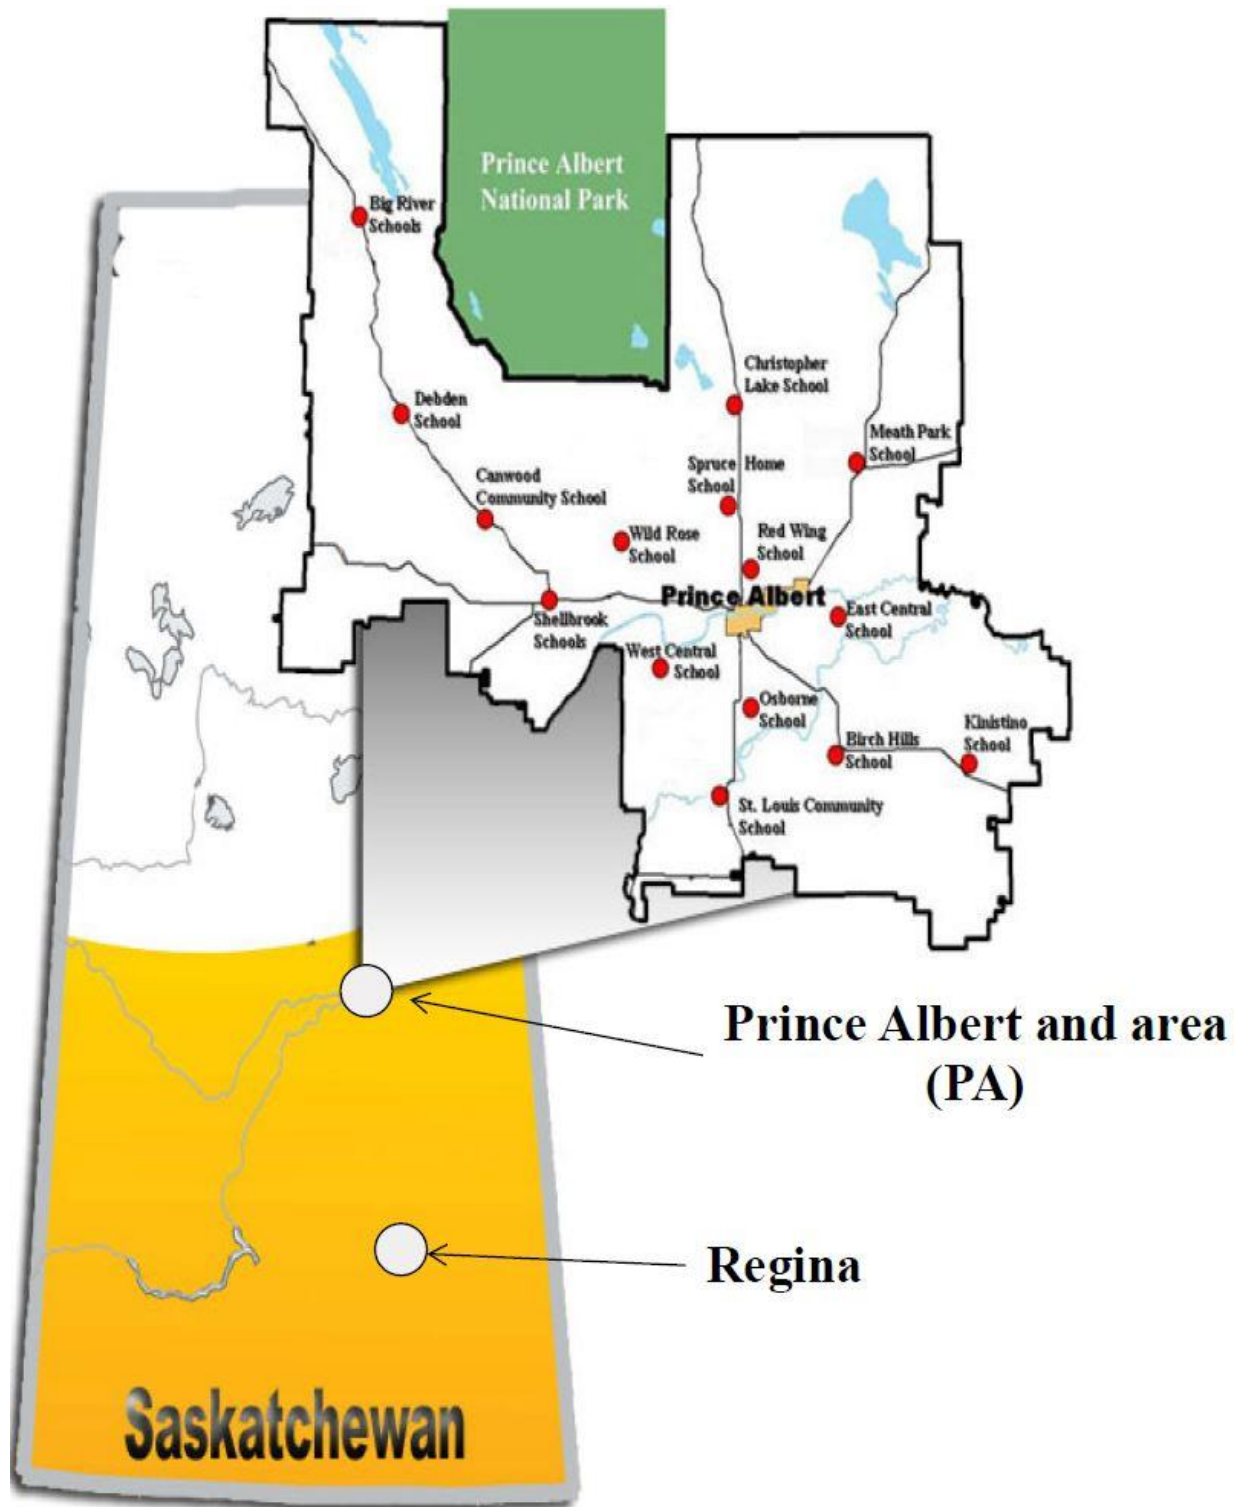 Prince Albert
National Park
Big River
Schools
Christopher
Lake School
Debden
School
Meath Park
School
Canwood
Community School
Spruce Home
School
Wild Rose
School
Red Wing
School
Prince Albert
East Central
School
Shellbrook
Schools
West Central
School
Osborne
School
Birch Hills
School
Kinistino
School
St. Louis Community
School
Prince Albert and area
(PA)
Regina
Saskatchewan